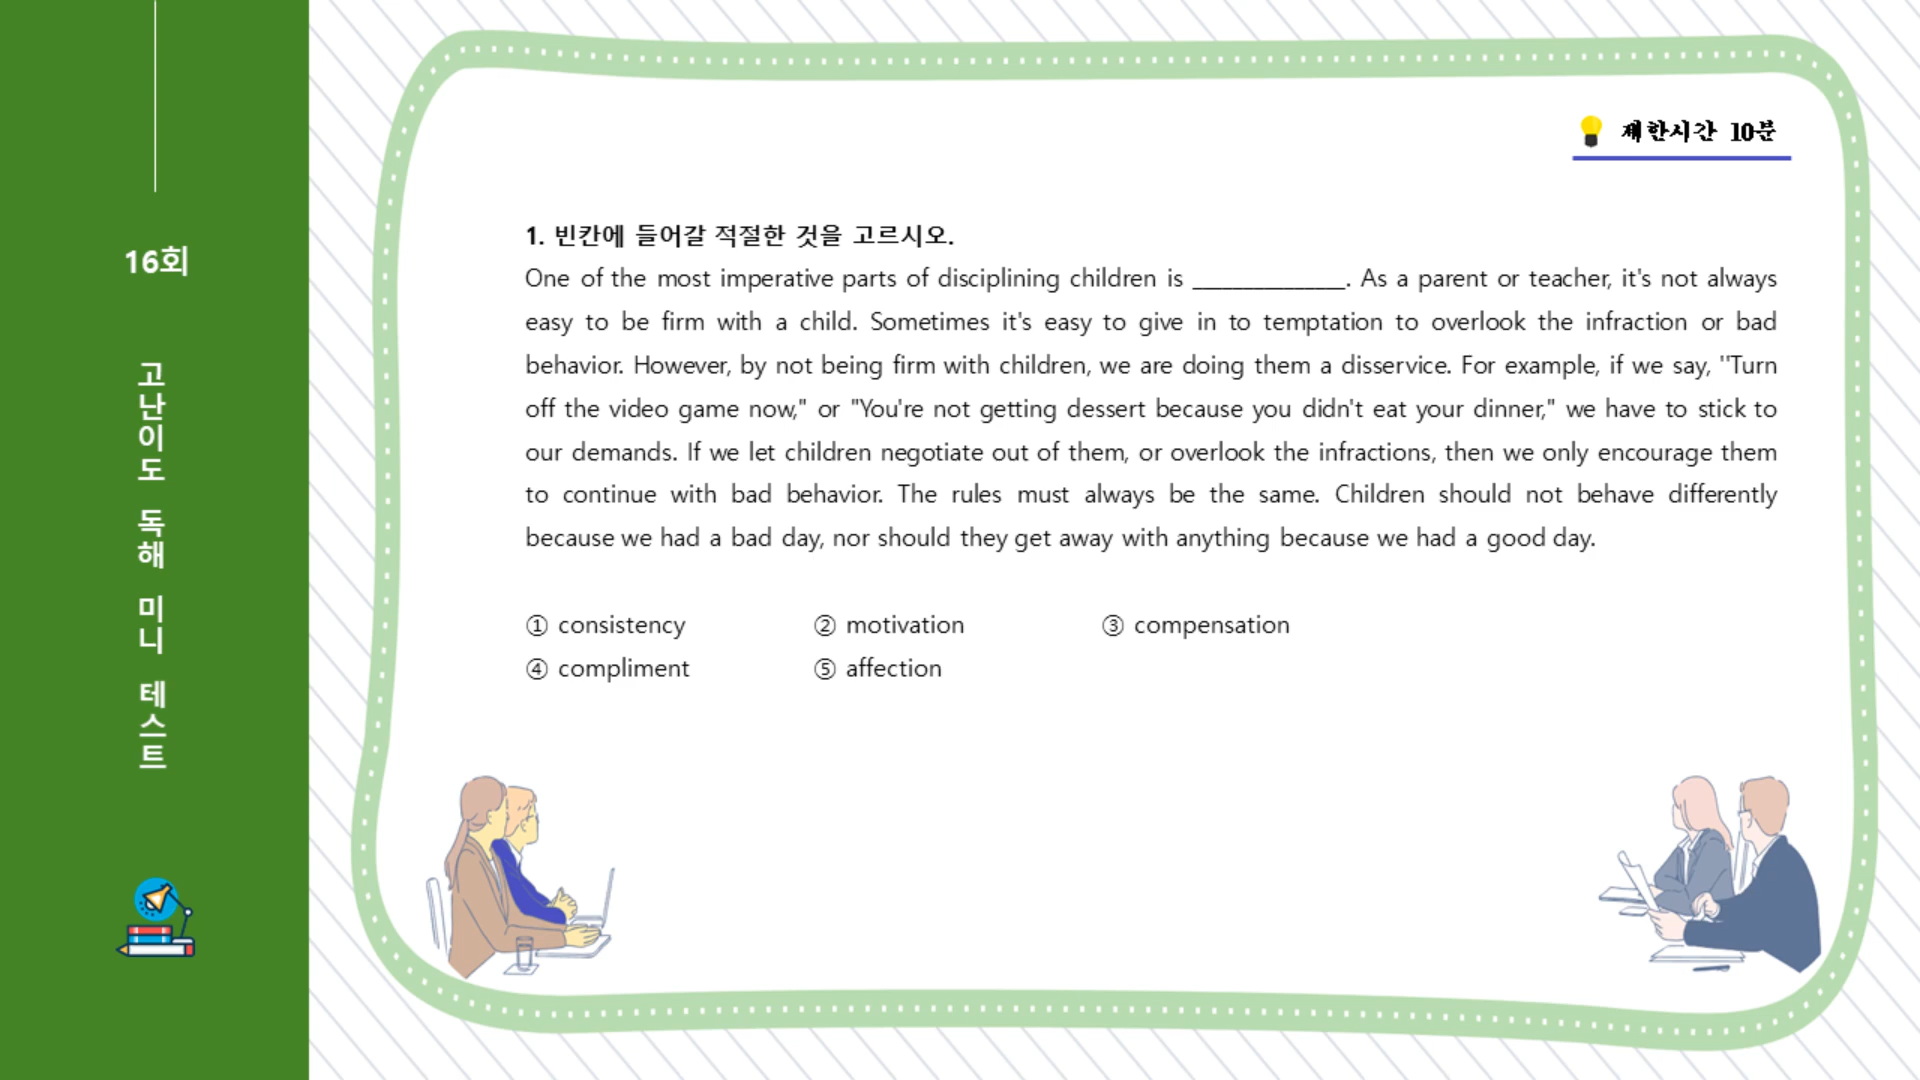 16회
고난이도 독해 미니 테스트
제한시간 10분
1. 빈칸에 들어갈 적절한 것을 고르시오.
One of the most imperative parts of disciplining children is ____________. As a parent or teacher, it's not always
easy to be firm with a child. Sometimes it's easy to give in to temptation to overlook the infraction or bad
behavior. However, by not being firm with children, we are doing them a disservice. For example, if we say, ''Turn
off the video game now," or "You're not getting dessert because you didn't eat your dinner," we have to stick to
our demands. If we let children negotiate out of them, or overlook the infractions, then we only encourage them
to continue with bad behavior. The rules must always be the same. Children should not behave differently
because we had a bad day, nor should they get away with anything because we had a good day.
① consistency ② motivation ③ compensation
④ compliment ⑤ affection